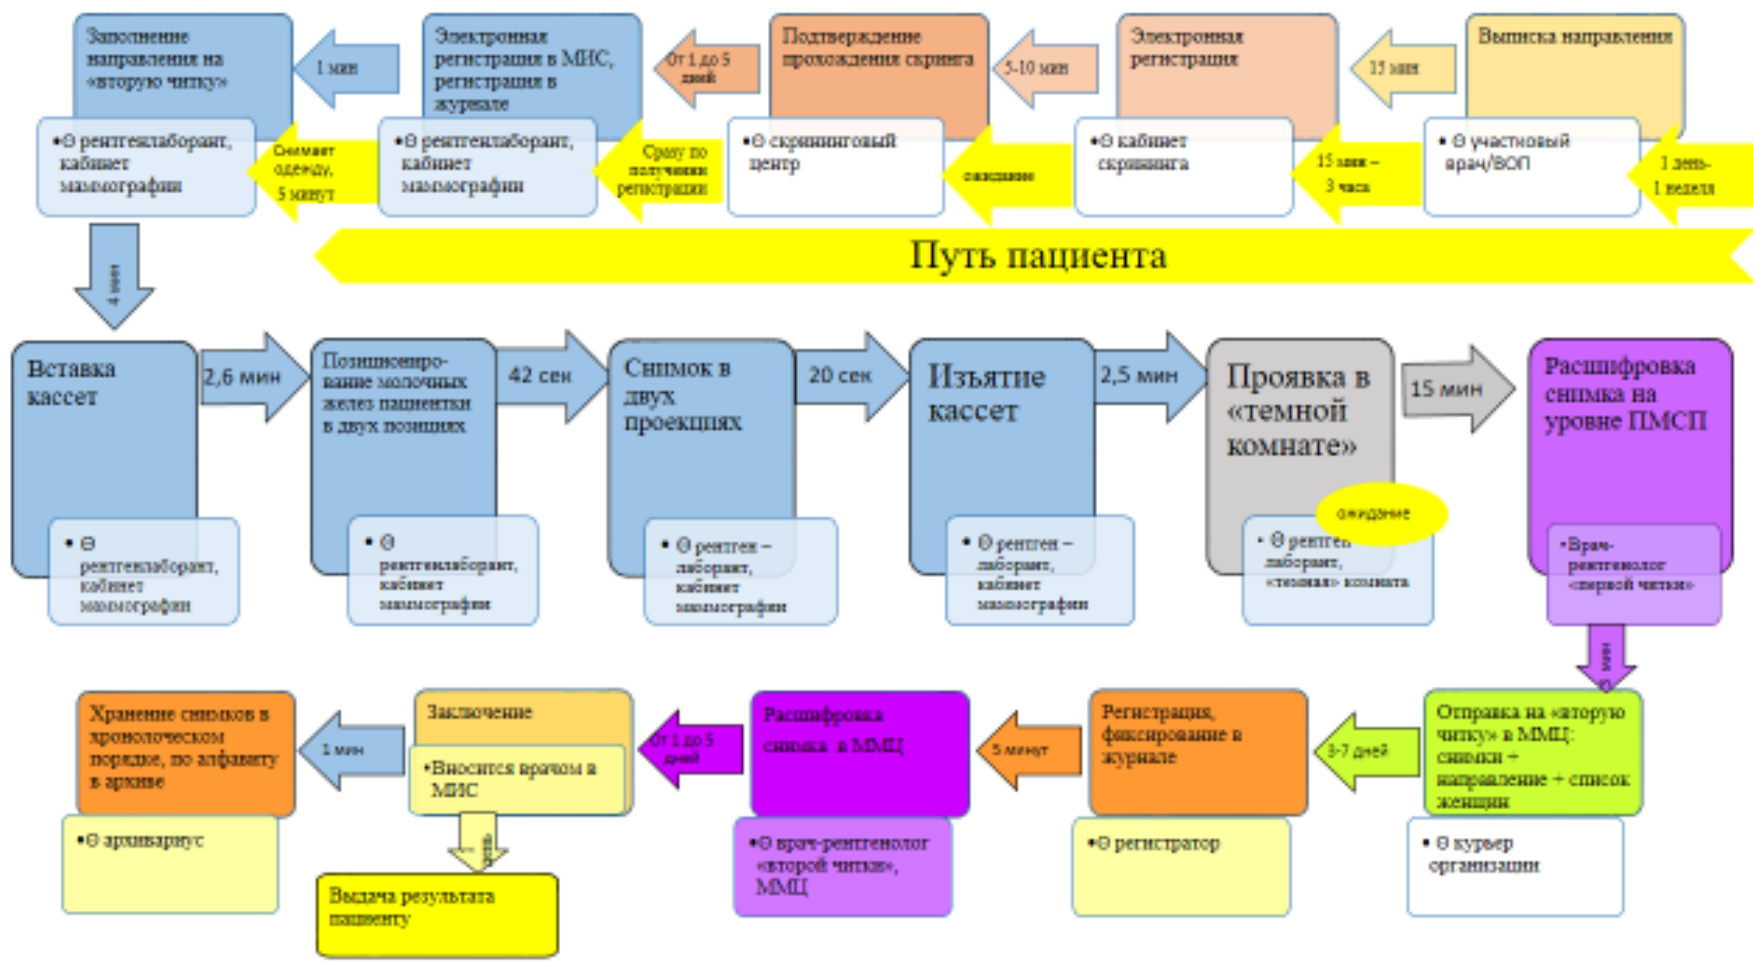 Выписка направления
15 мин
Электронная
регистрация
5-10 мин
Подтверждение
прохождения скринга
От 1 до 5
дней
Электронная
регистрация в МИС,
регистрация в
журнале
1 мин
Заполнение
направления на
«вторую читку»
1 день-
1 неделя
•Θ участковый
врач/ВОП
15 мин –
3 часа
•Θ кабинет
скрининга
ожидание
•Θ скрининговый
центр
Сразу по
получении
регистрации
•Θ рентгенлаборант,
кабинет
маммографии
Снимает
одежду,
5 минут
•Θ рентгенлаборант,
кабинет
маммографии
Путь пациента
4 мин
Вставка
кассет
• Θ
рентгенлаборант,
кабинет
маммографии
2,6 мин
Позициониро-
вание молочных
желез пациентки
в двух позициях
• Θ
рентгенлаборант,
кабинет
маммографии
42 сек
Снимок в
двух
проекциях
• Θ рентген –
лаборант,
кабинет
маммографии
20 сек
Изъятие
кассет
• Θ рентген –
лаборант,
кабинет
маммографии
2,5 мин
Проявка в
«темной
комнате»
ожидание
• Θ рентген
лаборант,
«темная» комната
15 мин
Расшифровка
снимка на
уровне ПМСП
•Врач-
рентгенолог
«первой читки»
мин
Отправка на «вторую
читку» в ММЦ:
снимки +
направление + список
женщин
• Θ курьер
организации
3-7 дней
Регистрация,
фиксирование в
журнале
•Θ регистратор
5 минут
Расшифровка
снимка в ММЦ
•Θ врач-рентгенолог
«второй читки»,
ММЦ
От 1 до 5
дней
Заключение
•Вносится врачом в
МИС
день
Выдача результата
пациенту
1 мин
Хранение снимков в
хронолоческом
порядке, по алфавиту
в архиве
•Θ архивариус